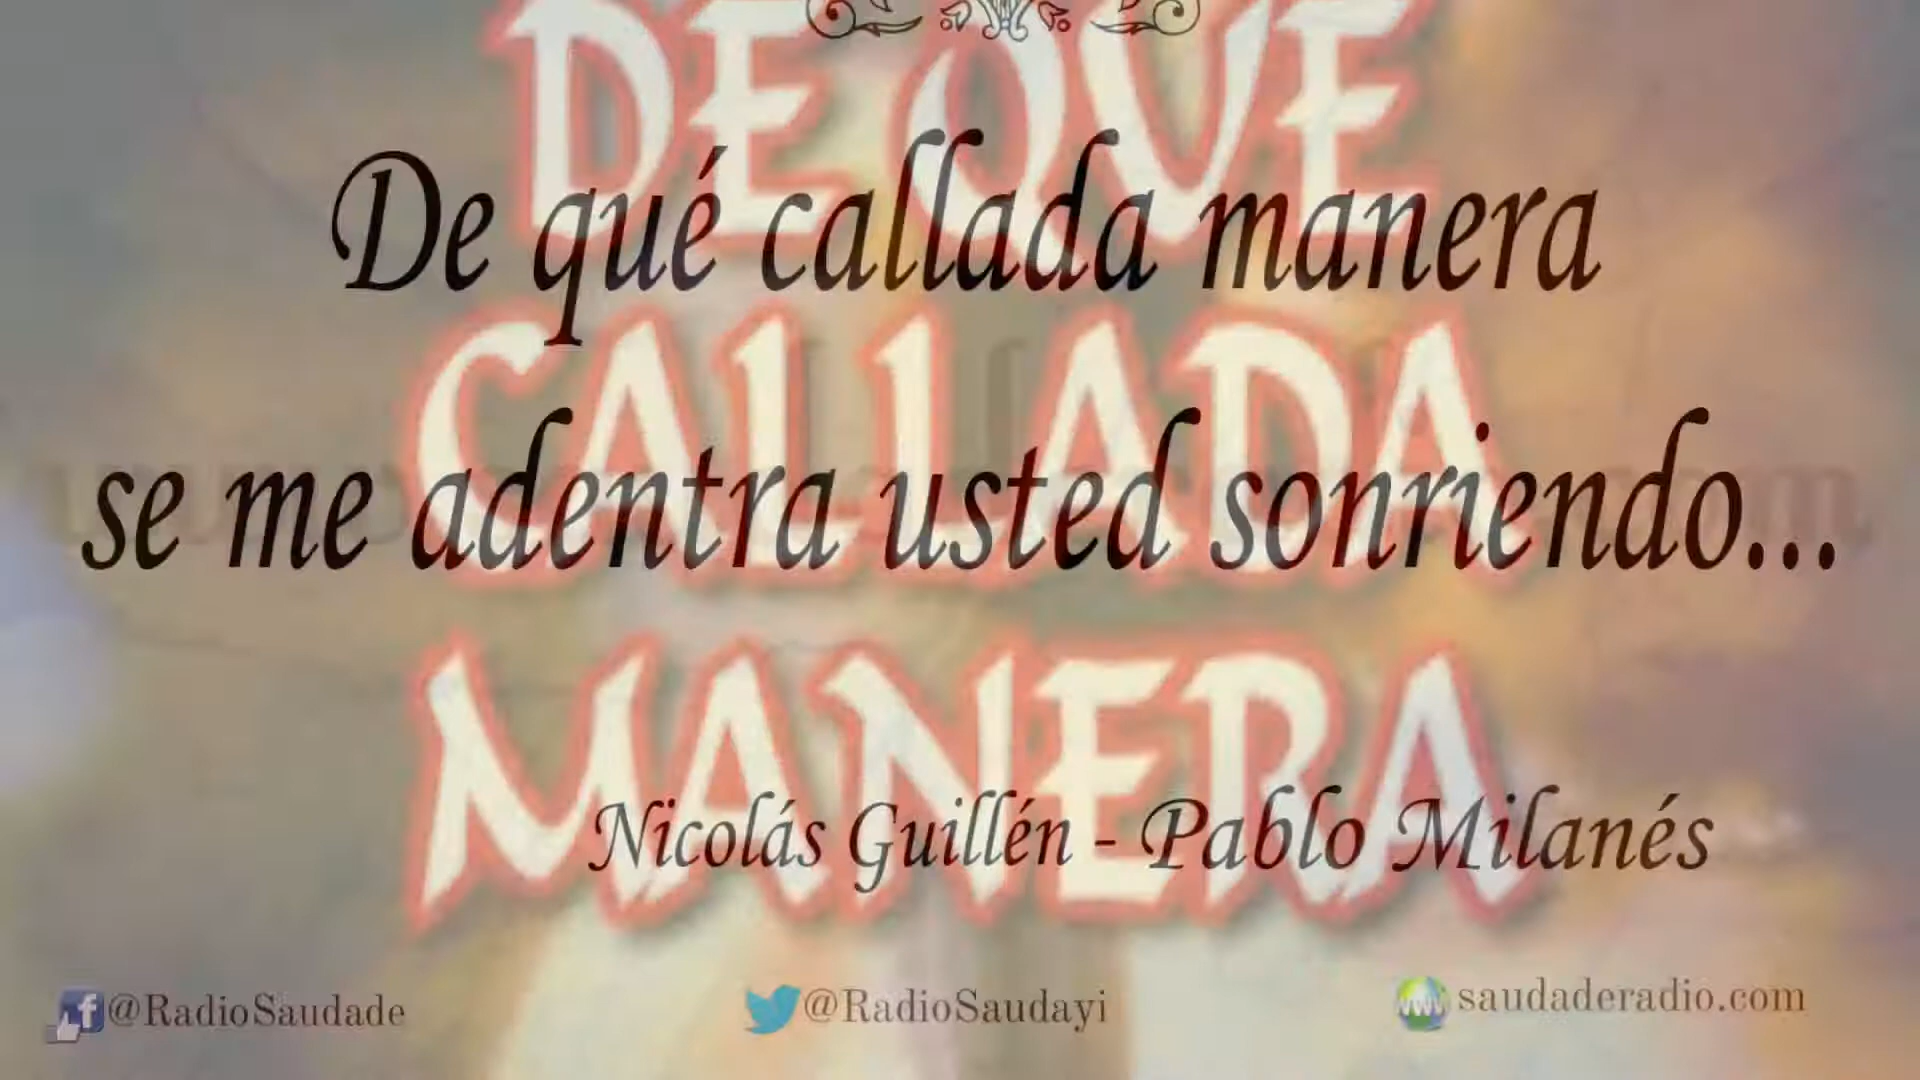 DE QUE
De qué callada manera
CALLADA
se me adentra usted sonriendo...
MANERA
Nicolás Guillén - Pablo Milanés
@RadioSaudade
@RadioSaudayi
saudaderadio.com